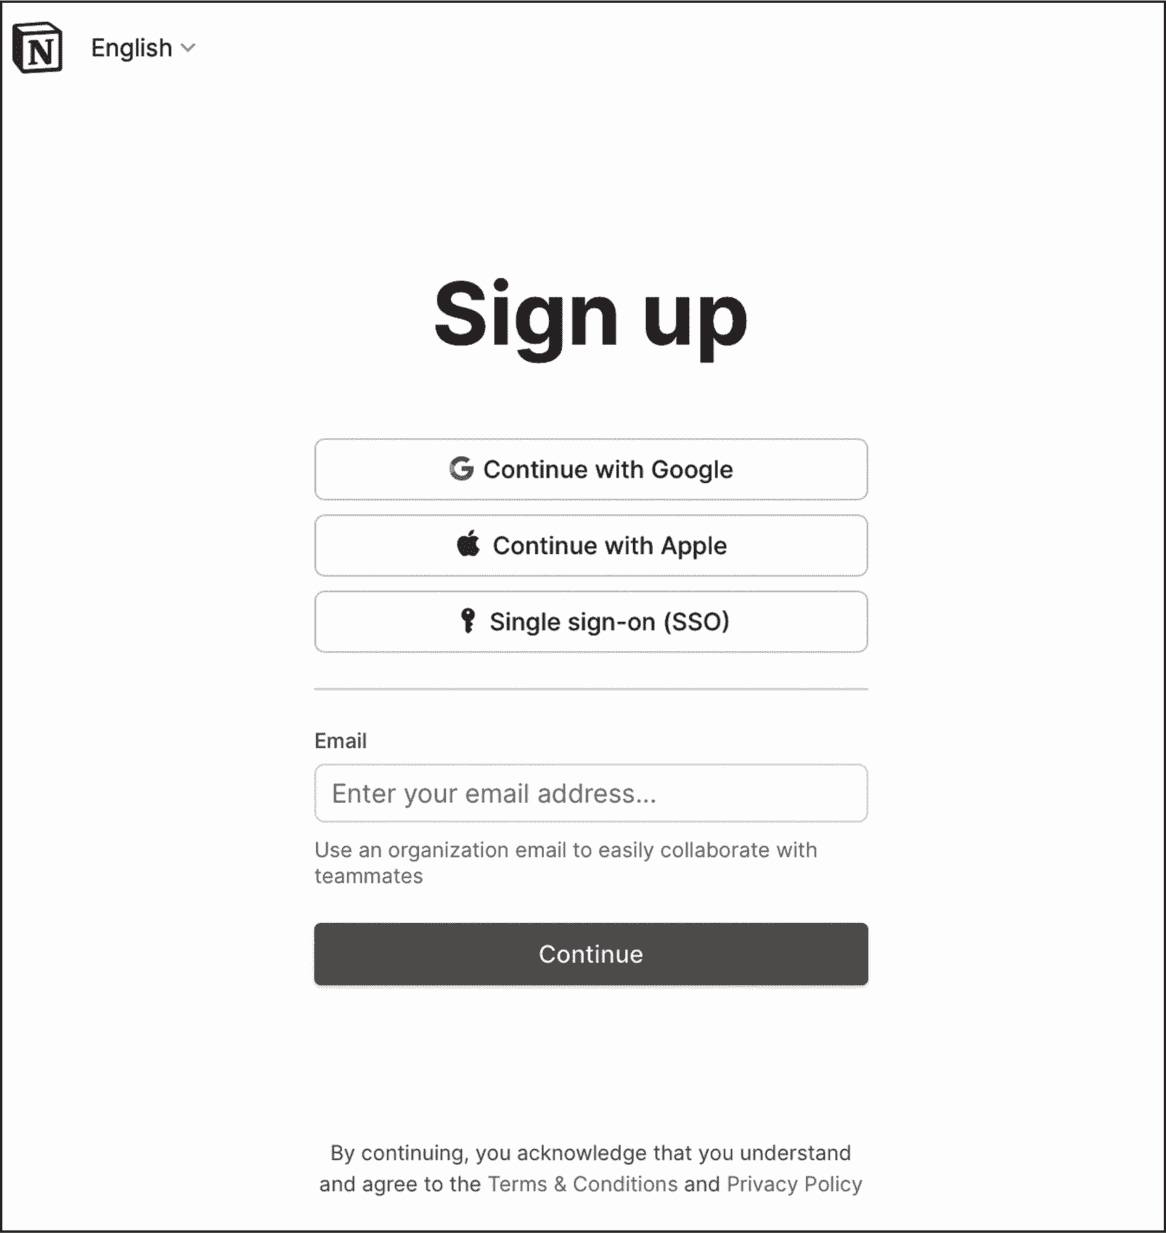 N
English
Sign up
Continue with Google
Continue with Apple
Single sign-on (SSO)
Email
Enter your email address...
Use an organization email to easily collaborate with
teammates
Continue
By continuing, you acknowledge that you understand
and agree to the Terms & Conditions and Privacy Policy